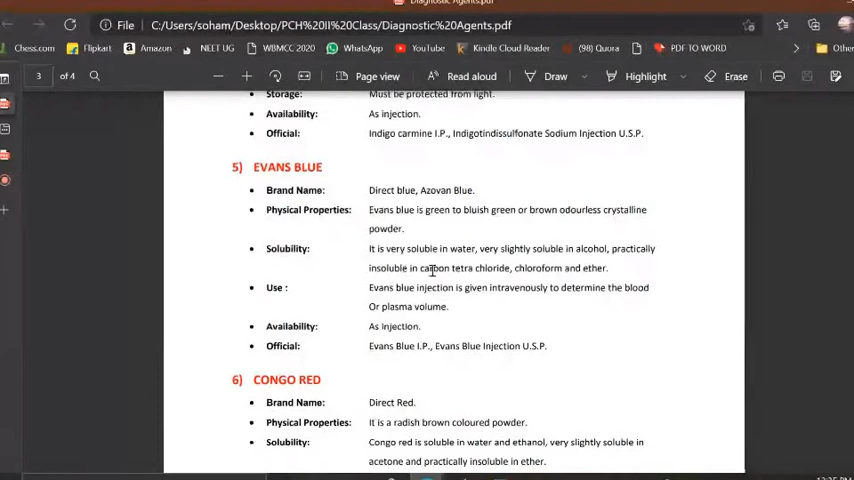 Diagnostic Agents.pdf
File C:/Users/soham/Desktop/PCH%20II%20Class/Diagnostic%20Agents.pdf
Chess.com Flipkart Amazon NEET UG WBMCC 2020 WhatsApp YouTube Kindle Cloud Reader (98) Quora PDF TO WORD Other
3 of 4 Page view Read aloud Draw Highlight Erase
Storage: Must be protected from light.
Availability: As injection.
Official: Indigo carmine I.P., Indigotindisulfonate Sodium Injection U.S.P.
5) EVANS BLUE
Brand Name: Direct blue, Azovan Blue.
Physical Properties: Evans blue is green to bluish green or brown odourless crystalline
powder.
Solubility: It is very soluble in water, very slightly soluble in alcohol, practically
insoluble in carbon tetra chloride, chloroform and ether.
Use : Evans blue injection is given intravenously to determine the blood
Or plasma volume.
Availability: As Injection.
Official: Evans Blue I.P., Evans Blue Injection U.S.P.
6) CONGO RED
Brand Name: Direct Red.
Physical Properties: It is a radish brown coloured powder.
Solubility: Congo red is soluble in water and ethanol, very slightly soluble in
acetone and practically insoluble in ether.